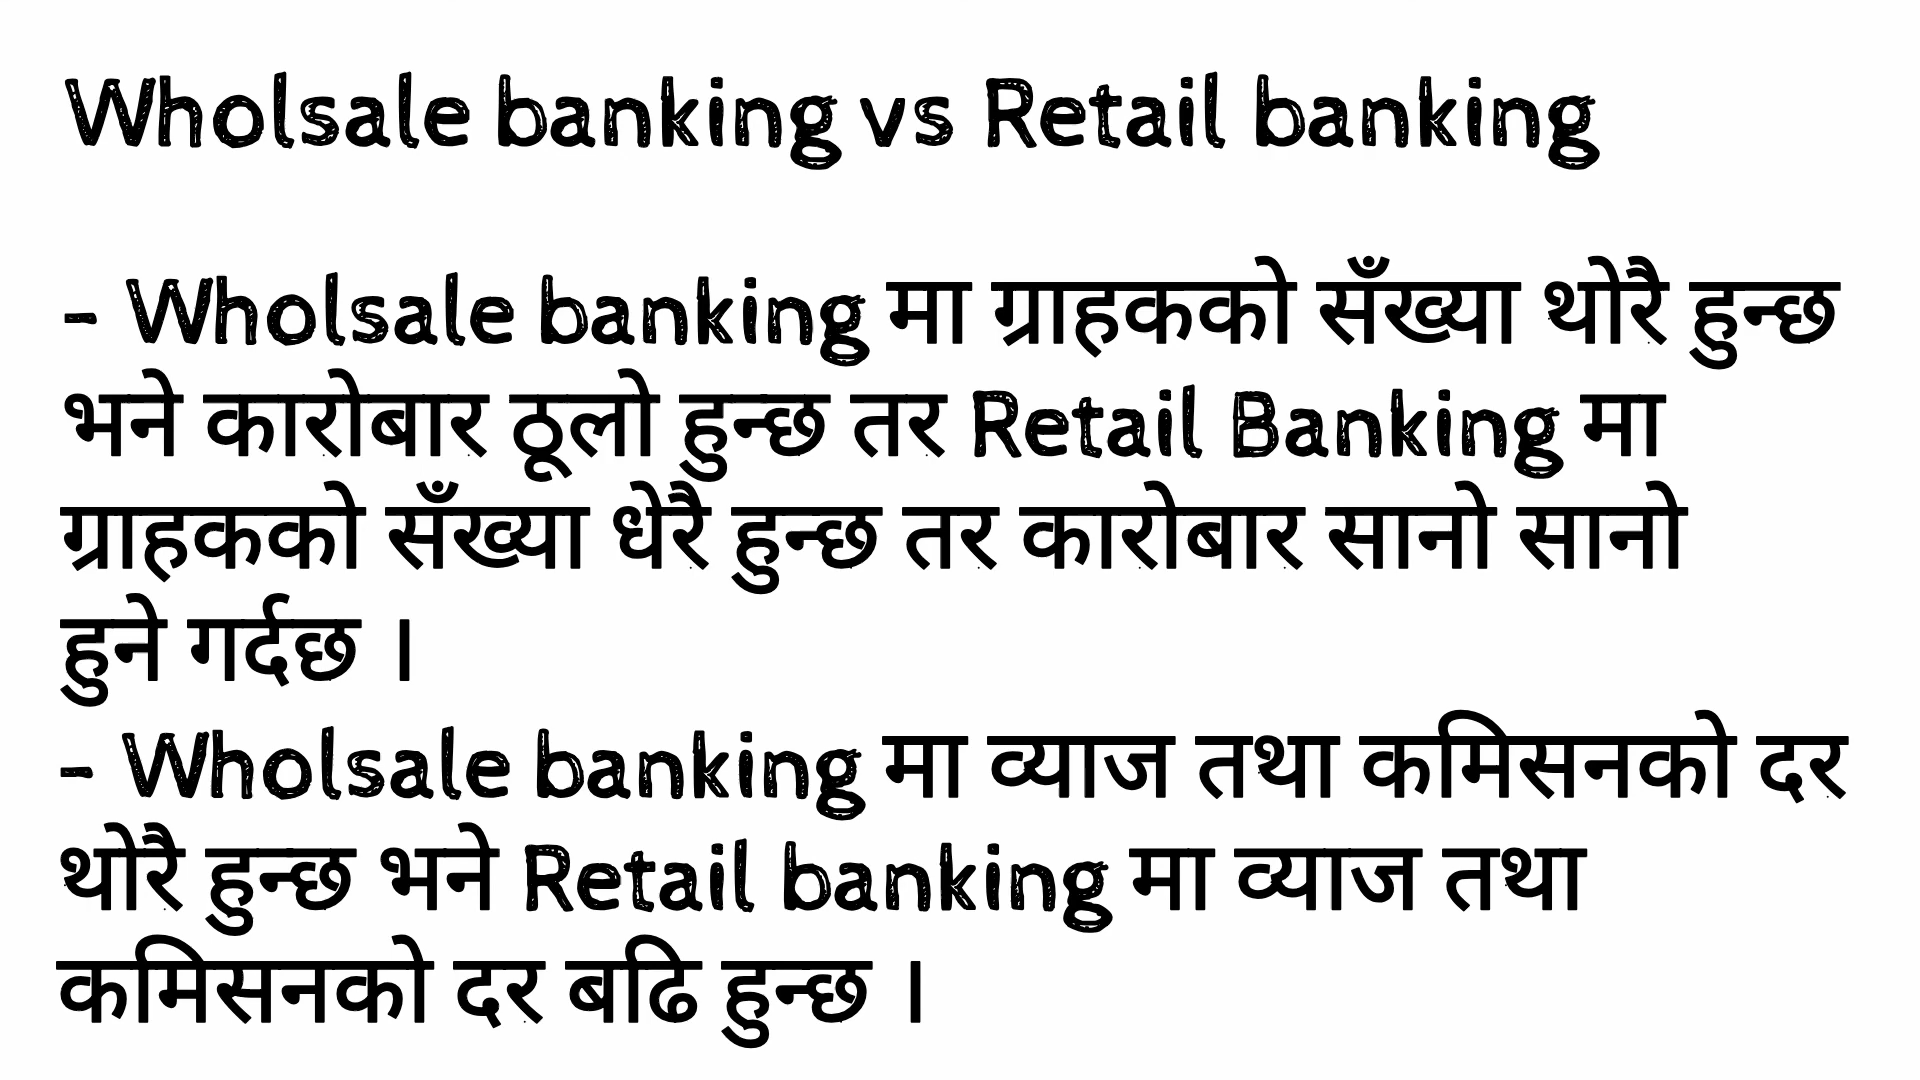 Wholsale banking vs Retail banking
- Wholsale banking मा ग्राहकको सँख्या थोरै हुन्छ
भने कारोबार ठूलो हुन्छ तर Retail Banking मा
ग्राहकको सँख्या धेरै हुन्छ तर कारोबार सानो सानो
हुने गर्दछ ।
- Wholsale banking मा व्याज तथा कमिसनको दर
थोरै हुन्छ भने Retail banking मा व्याज तथा
कमिसनको दर बढि हुन्छ ।